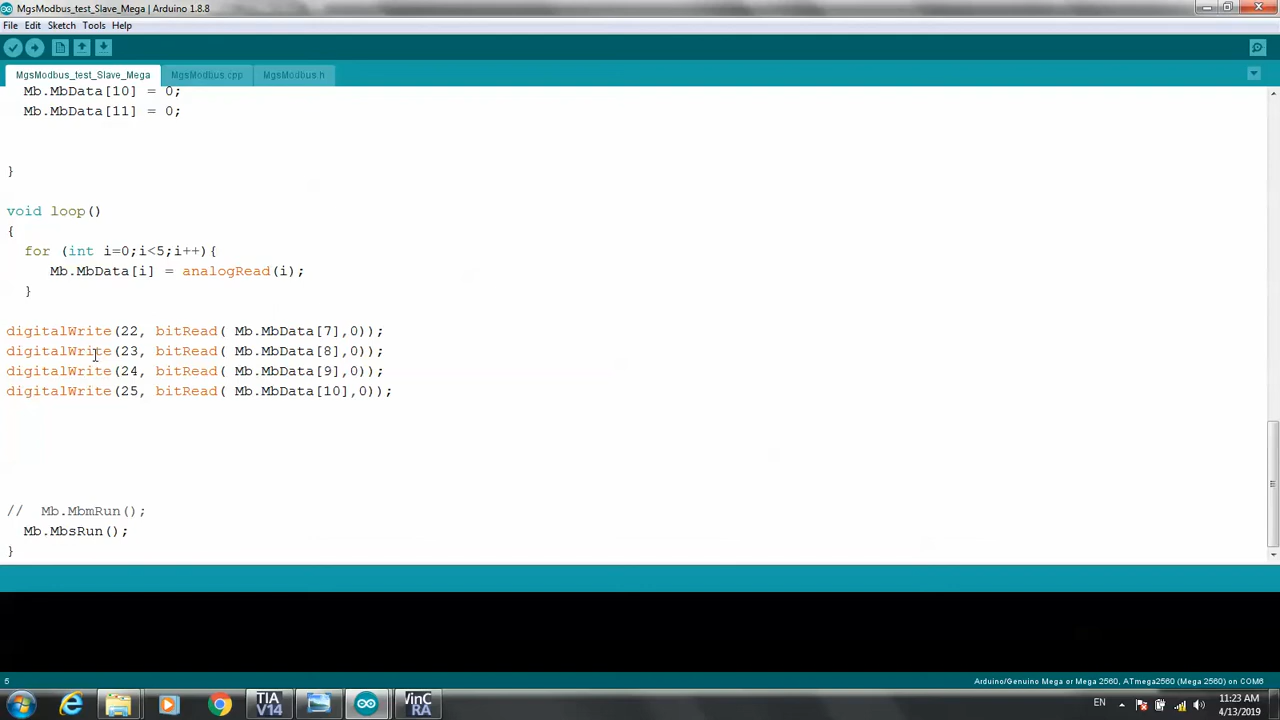 MgsModbus_test_Slave_Mega | Arduino 1.8.8
File Edit Sketch Tools Help
MgsModbus_test_Slave_Mega MgsModbus.cpp MgsModbus.h
Mb.MbData[10] = 0;
Mb.MbData[11] = 0;
}
void loop()
{
for (int i=0;i<5;i++){
Mb.MbData[i] = analogRead(i);
}
digitalWrite(22, bitRead( Mb.MbData[7],0));
digitalWrite(23, bitRead( Mb.MbData[8],0));
digitalWrite(24, bitRead( Mb.MbData[9],0));
digitalWrite(25, bitRead( Mb.MbData[10],0));
// Mb.MbmRun();
Mb.MbsRun();
}
5 Arduino/Genuino Mega or Mega 2560, ATmega2560 (Mega 2560) on COM6
TIA V14 WinC RA EN 11:23 AM
4/13/2019